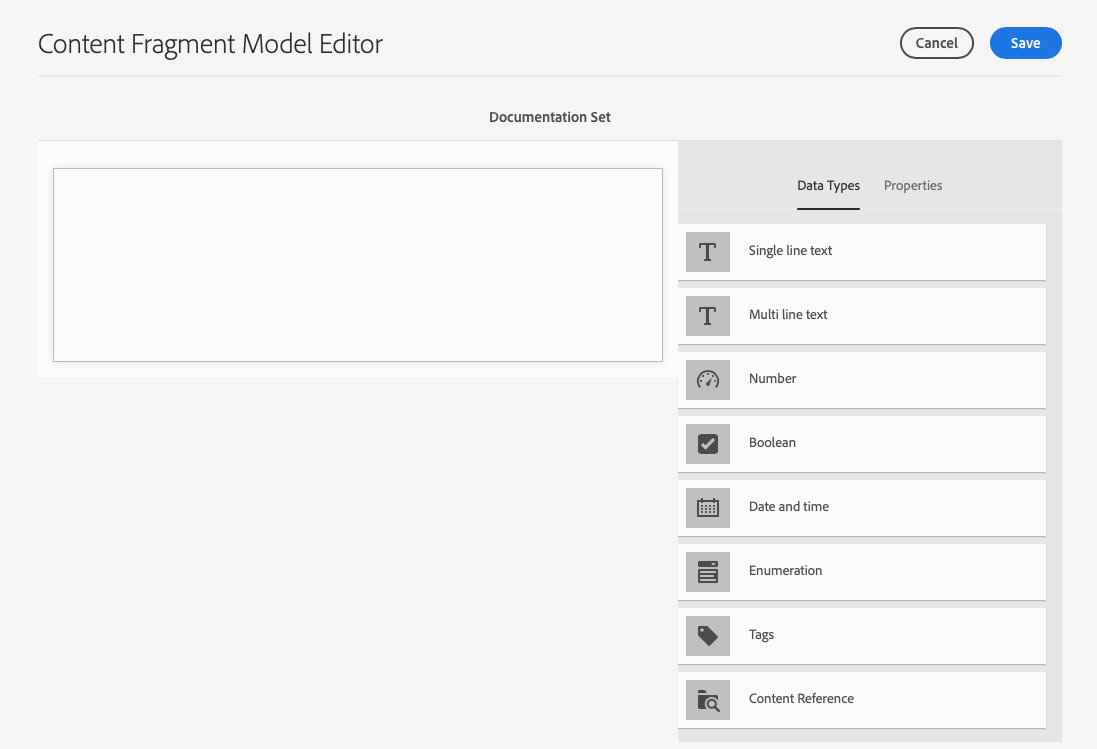 Content Fragment Model Editor
Cancel
Save
Documentation Set
Data Types
Properties
Single line text
Multi line text
Number
Boolean
Date and time
Enumeration
Tags
Content Reference